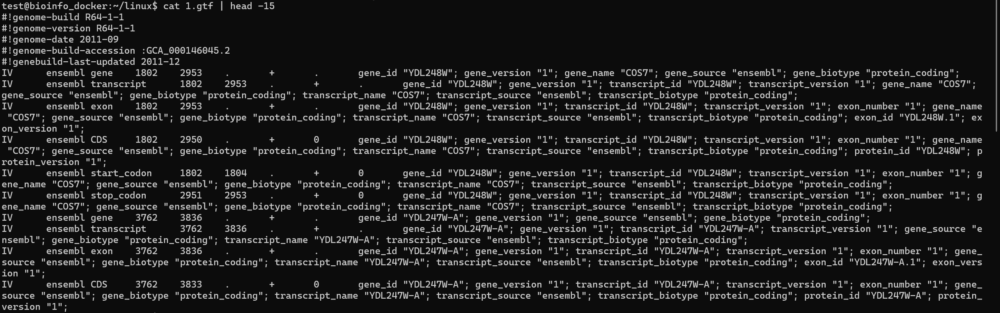 test@bioinfo_docker:~/linux$ cat 1.gtf | head -15
#!genome-build R64-1-1
#!genome-version R64-1-1
#!genome-date 2011-09
#!genome-build-accession :GCA_000146045.2
#!genebuild-last-updated 2011-12
IV      ensembl gene    1802    2953    .       +       .       gene_id "YDL248W"; gene_version "1"; gene_name "COS7"; gene_source "ensembl"; gene_biotype "protein_coding";
IV      ensembl transcript      1802    2953    .       +       .       gene_id "YDL248W"; gene_version "1"; transcript_id "YDL248W"; transcript_version "1"; gene_name "COS7";
gene_source "ensembl"; gene_biotype "protein_coding"; transcript_name "COS7"; transcript_source "ensembl"; transcript_biotype "protein_coding";
IV      ensembl exon    1802    2953    .       +       .       gene_id "YDL248W"; gene_version "1"; transcript_id "YDL248W"; transcript_version "1"; exon_number "1"; gene_name
 "COS7"; gene_source "ensembl"; gene_biotype "protein_coding"; transcript_name "COS7"; transcript_source "ensembl"; transcript_biotype "protein_coding"; exon_id "YDL248W.1"; ex
on_version "1";
IV      ensembl CDS     1802    2950    .       +       0       gene_id "YDL248W"; gene_version "1"; transcript_id "YDL248W"; transcript_version "1"; exon_number "1"; gene_name
 "COS7"; gene_source "ensembl"; gene_biotype "protein_coding"; transcript_name "COS7"; transcript_source "ensembl"; transcript_biotype "protein_coding"; protein_id "YDL248W"; p
rotein_version "1";
IV      ensembl start_codon     1802    1804    .       +       0       gene_id "YDL248W"; gene_version "1"; transcript_id "YDL248W"; transcript_version "1"; exon_number "1"; g
ene_name "COS7"; gene_source "ensembl"; gene_biotype "protein_coding"; transcript_name "COS7"; transcript_source "ensembl"; transcript_biotype "protein_coding";
IV      ensembl stop_codon      2951    2953    .       +       0       gene_id "YDL248W"; gene_version "1"; transcript_id "YDL248W"; transcript_version "1"; exon_number "1"; g
ene_name "COS7"; gene_source "ensembl"; gene_biotype "protein_coding"; transcript_name "COS7"; transcript_source "ensembl"; transcript_biotype "protein_coding";
IV      ensembl gene    3762    3836    .       +       .       gene_id "YDL247W-A"; gene_version "1"; gene_source "ensembl"; gene_biotype "protein_coding";
IV      ensembl transcript      3762    3836    .       +       .       gene_id "YDL247W-A"; gene_version "1"; transcript_id "YDL247W-A"; transcript_version "1"; gene_source "e
nsembl"; gene_biotype "protein_coding"; transcript_name "YDL247W-A"; transcript_source "ensembl"; transcript_biotype "protein_coding";
IV      ensembl exon    3762    3836    .       +       .       gene_id "YDL247W-A"; gene_version "1"; transcript_id "YDL247W-A"; transcript_version "1"; exon_number "1"; gene_
source "ensembl"; gene_biotype "protein_coding"; transcript_name "YDL247W-A"; transcript_source "ensembl"; transcript_biotype "protein_coding"; exon_id "YDL247W-A.1"; exon_vers
ion "1";
IV      ensembl CDS     3762    3833    .       +       0       gene_id "YDL247W-A"; gene_version "1"; transcript_id "YDL247W-A"; transcript_version "1"; exon_number "1"; gene_
source "ensembl"; gene_biotype "protein_coding"; transcript_name "YDL247W-A"; transcript_source "ensembl"; transcript_biotype "protein_coding"; protein_id "YDL247W-A"; protein_
version "1";